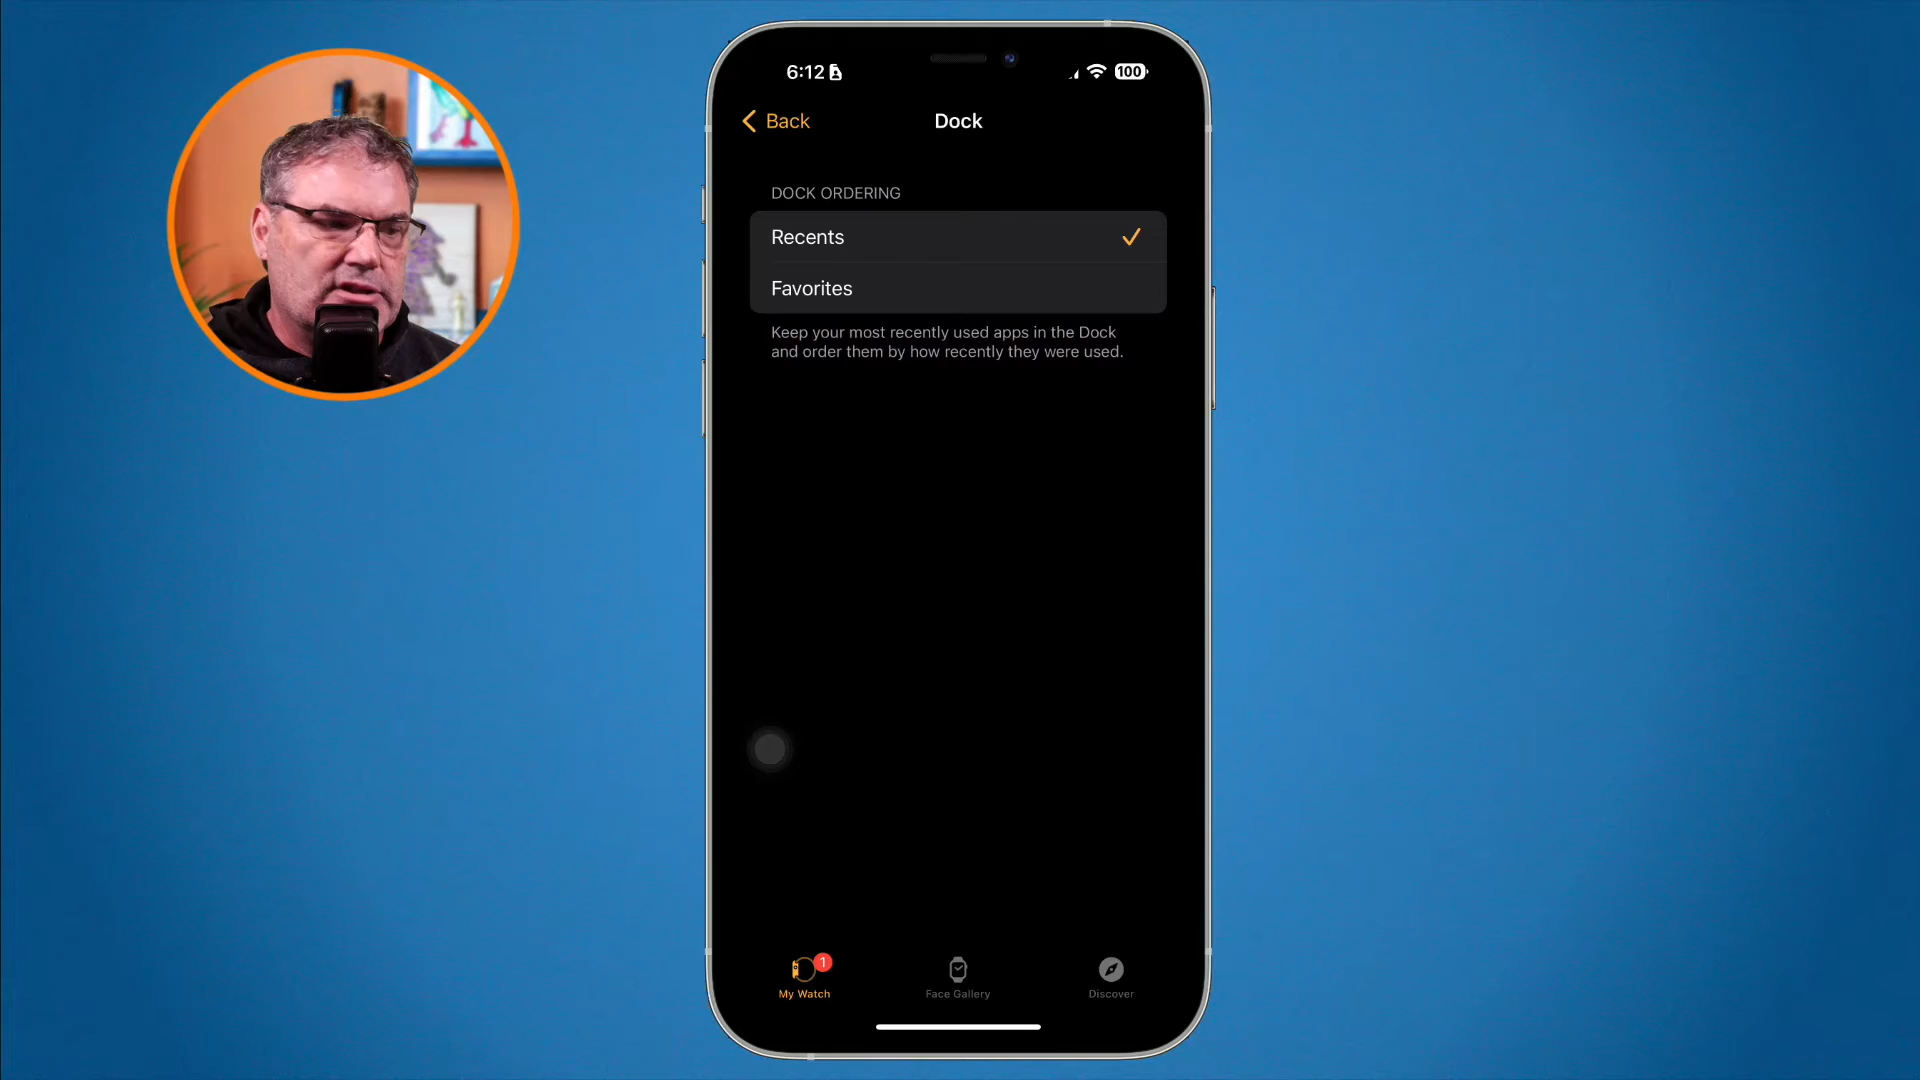 6:12
100
Back
Dock
DOCK ORDERING
Recents
Favorites
Keep your most recently used apps in the Dock
and order them by how recently they were used.
1
My Watch
Face Gallery
Discover